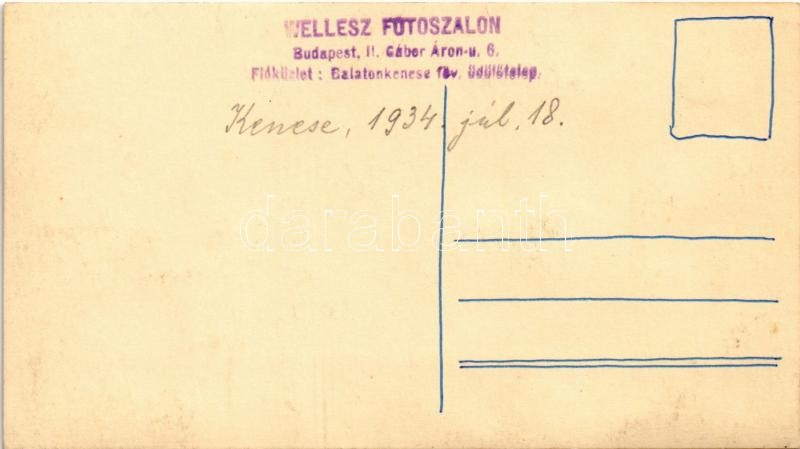 WELLESZ FOTOSZALON
Budapest, II. Gábor Áron-u. 6.
Fióküzlet : Balatonkenese föv. üdülőtelep.
Kenese, 1934. júl. 18.
darabanth